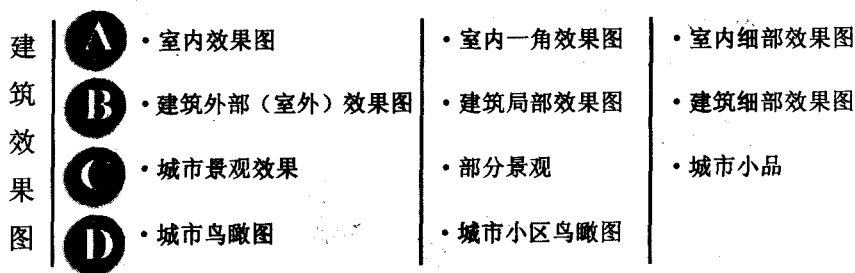 建筑效果图
A ・室内效果图 ・室内一角效果图 ・室内细部效果图
B ・建筑外部（室外）效果图 ・建筑局部效果图 ・建筑细部效果图
C ・城市景观效果 ・部分景观 ・城市小品
D ・城市鸟瞰图 ・城市小区鸟瞰图